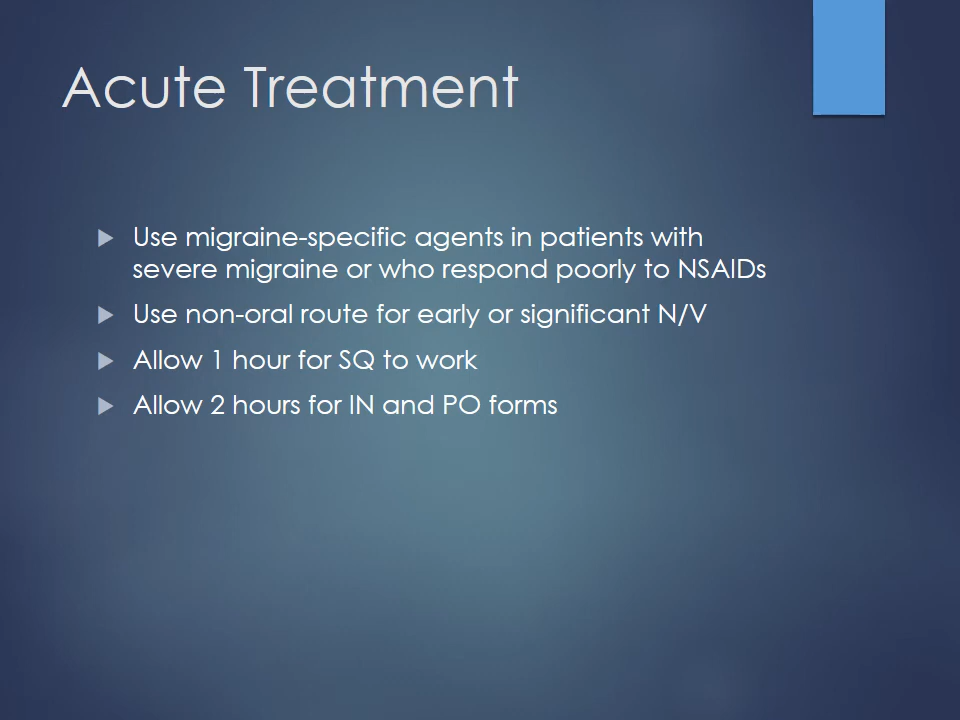 Acute Treatment
Use migraine-specific agents in patients with
severe migraine or who respond poorly to NSAIDs
Use non-oral route for early or significant N/V
Allow 1 hour for SQ to work
Allow 2 hours for IN and PO forms